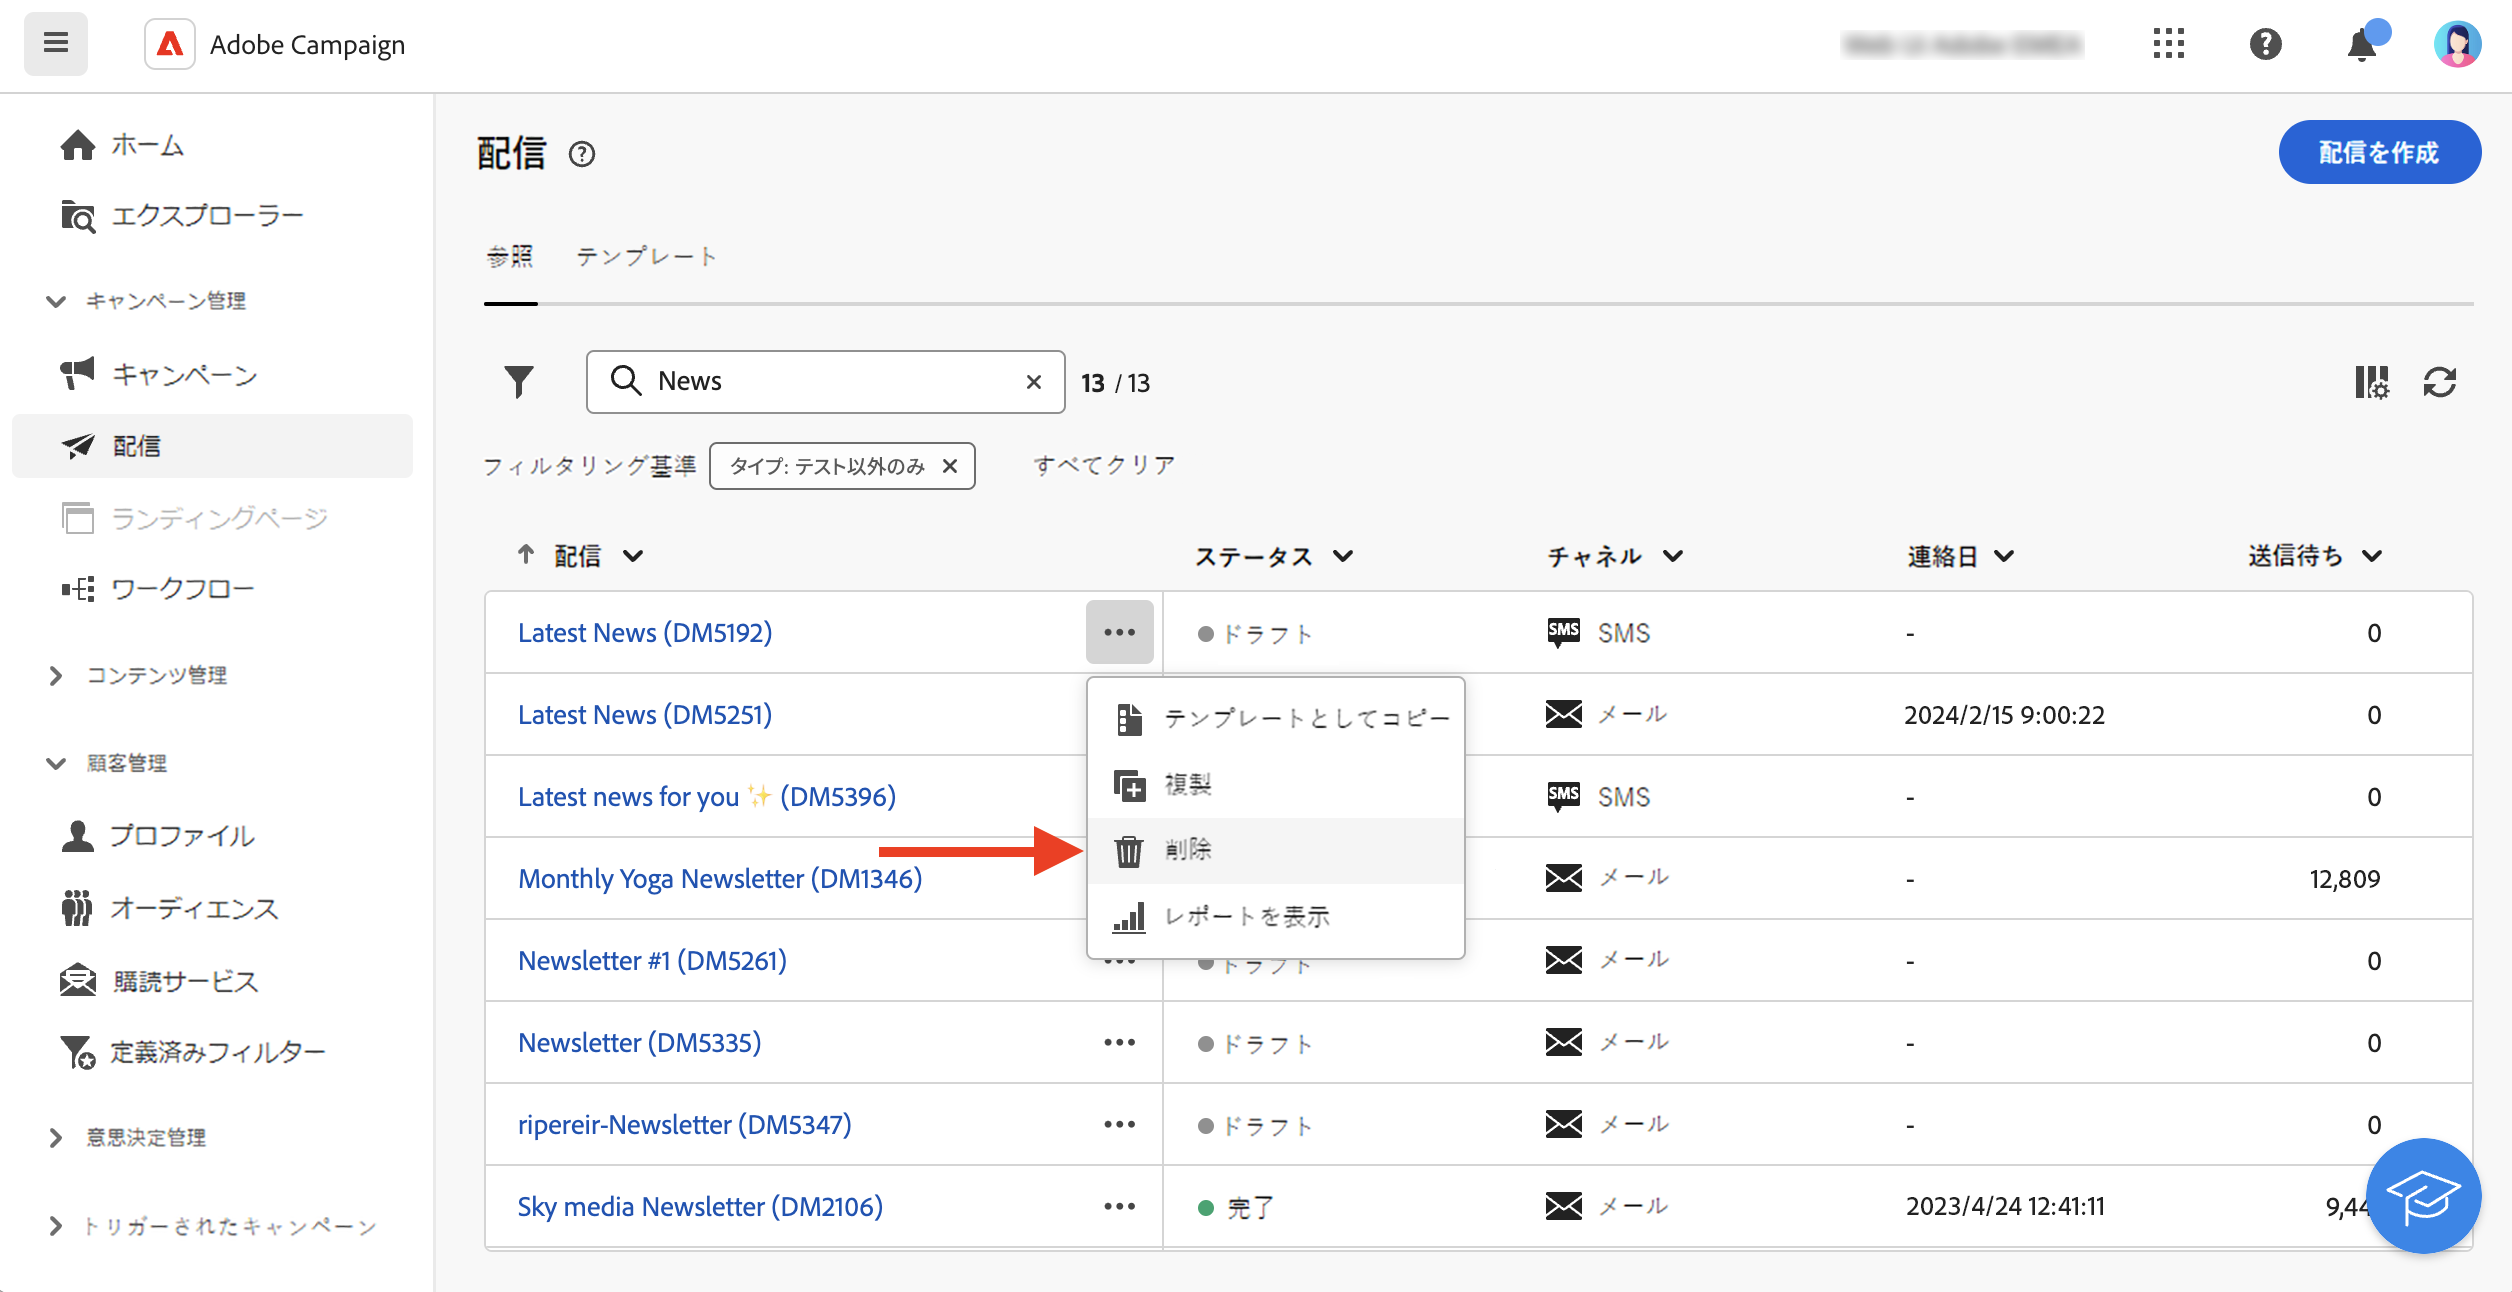 Adobe Campaign
ホーム
エクスプローラー
キャンペーン管理
キャンペーン
配信
ランディングページ
ワークフロー
コンテンツ管理
顧客管理
プロファイル
オーディエンス
購読サービス
定義済みフィルター
意思決定管理
トリガーされたキャンペーン
配信
配信を作成
参照 テンプレート
News 13 / 13
フィルタリング基準 タイプ: テスト以外のみ すべてクリア
配信 ステータス チャネル 連絡日 送信待ち
Latest News (DM5192) ドラフト SMS SMS - 0
Latest News (DM5251) メール 2024/2/15 9:00:22 0
Latest news for you ✨ (DM5396) SMS SMS - 0
Monthly Yoga Newsletter (DM1346) メール - 12,809
Newsletter #1 (DM5261) ドラフト メール - 0
Newsletter (DM5335) ドラフト メール - 0
ripereir-Newsletter (DM5347) ドラフト メール - 0
Sky media Newsletter (DM2106) 完了 メール 2023/4/24 12:41:11 9,44
テンプレートとしてコピー
複製
削除
レポートを表示